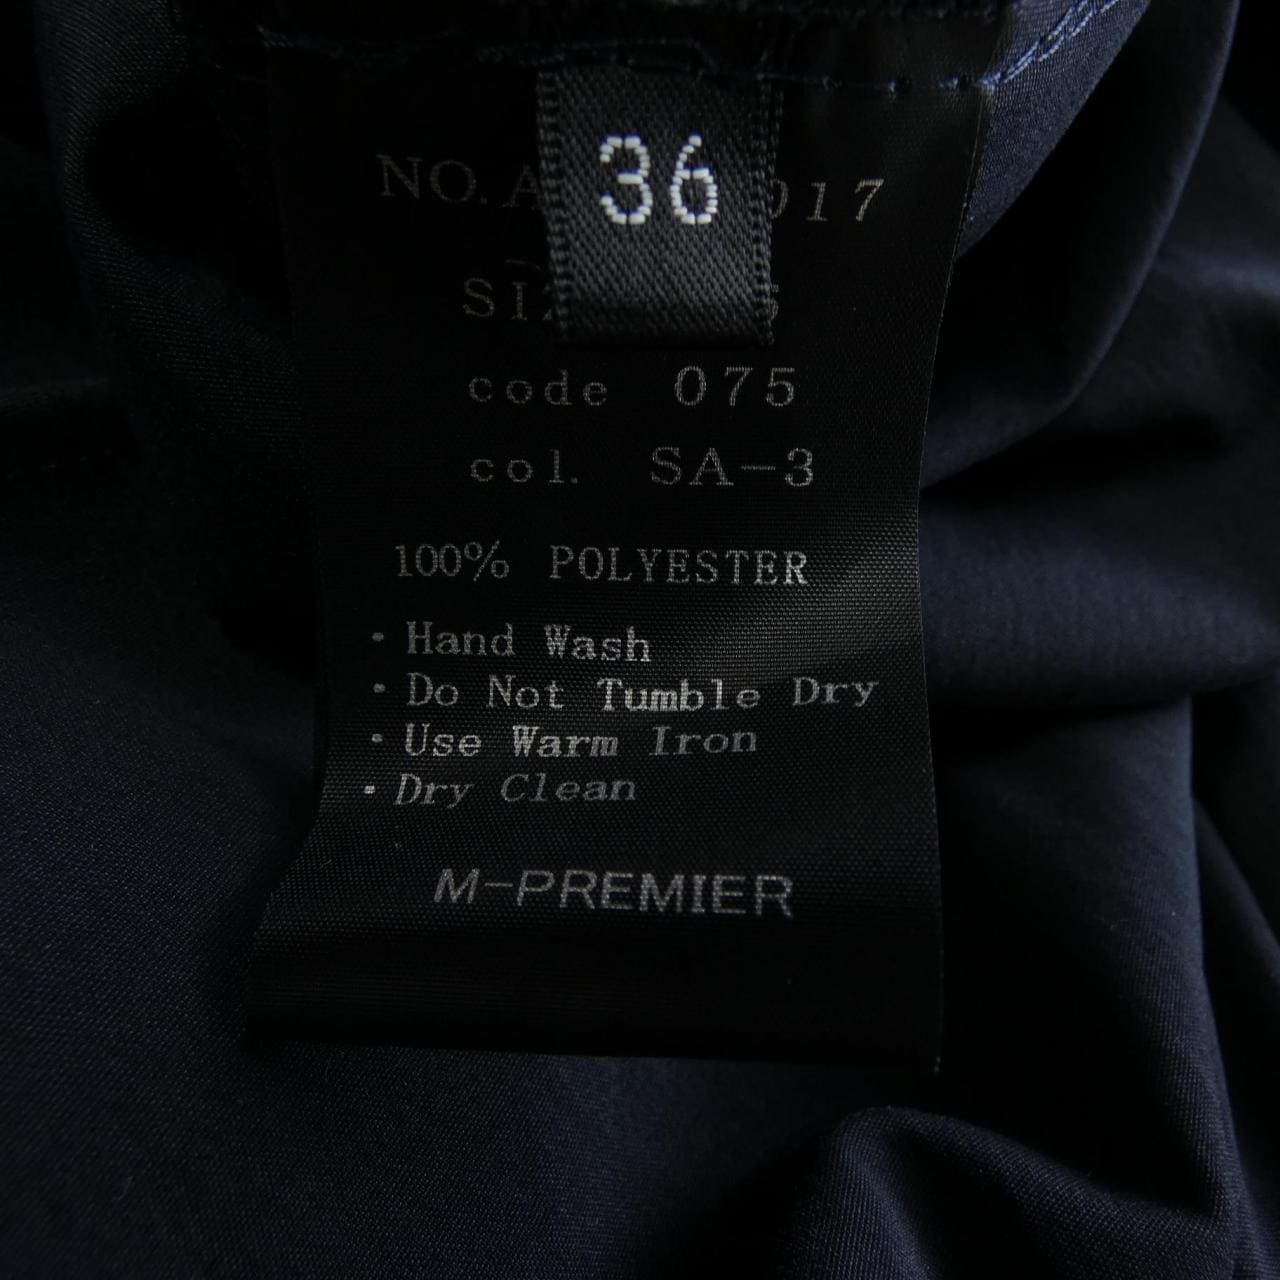 36
NO.
code 075
col. SA-3
100% POLYESTER
· Hand Wash
· Do Not Tumble Dry
· Use Warm Iron
· Dry Clean
M-PREMIER